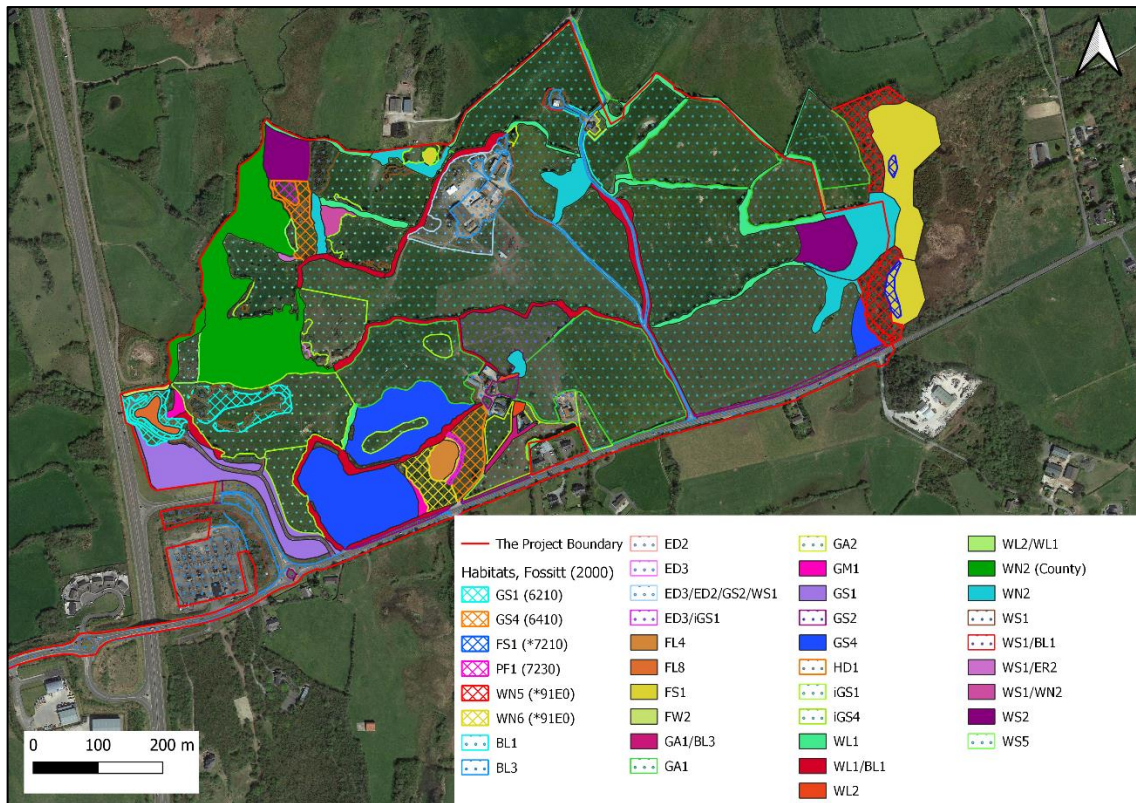 The Project Boundary
Habitats, Fossitt (2000)
GS1 (6210)
GS4 (6410)
FS1 (*7210)
PF1 (7230)
WN5 (*91E0)
WN6 (*91E0)
BL1
BL3
ED2
ED3
ED3/ED2/GS2/WS1
ED3/iGS1
FL4
FL8
FS1
FW2
GA1/BL3
GA1
GA2
GM1
GS1
GS2
GS4
HD1
iGS1
iGS4
WL1
WL1/BL1
WL2
WL2/WL1
WN2 (County)
WN2
WS1
WS1/BL1
WS1/ER2
WS1/WN2
WS2
WS5
0 100 200 m